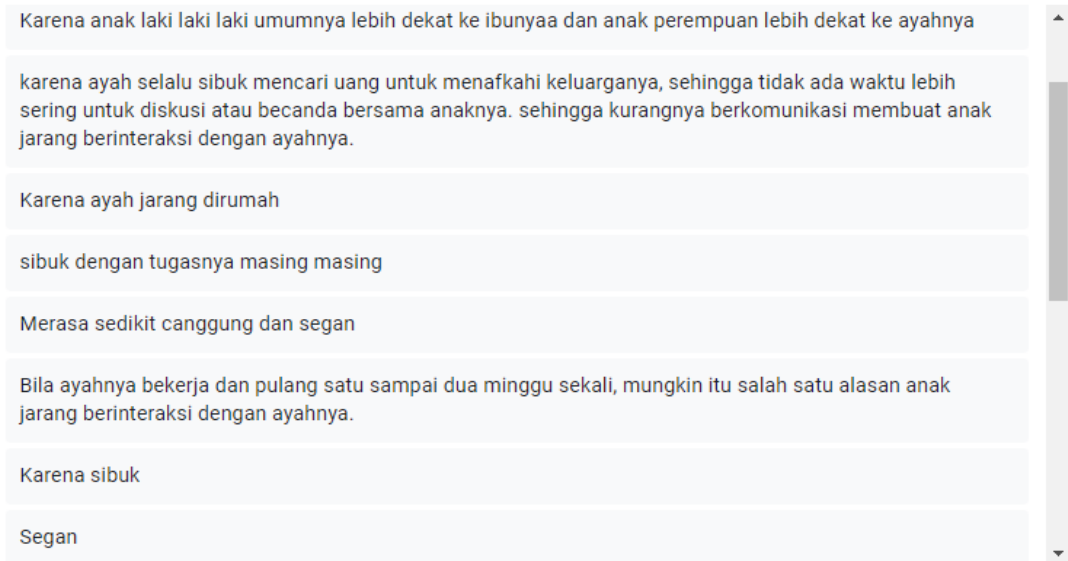 Karena anak laki laki laki umumnya lebih dekat ke ibunyaa dan anak perempuan lebih dekat ke ayahnya
karena ayah selalu sibuk mencari uang untuk menafkahi keluarganya, sehingga tidak ada waktu lebih
sering untuk diskusi atau becanda bersama anaknya. sehingga kurangnya berkomunikasi membuat anak
jarang berinteraksi dengan ayahnya.
Karena ayah jarang dirumah
sibuk dengan tugasnya masing masing
Merasa sedikit canggung dan segan
Bila ayahnya bekerja dan pulang satu sampai dua minggu sekali, mungkin itu salah satu alasan anak
jarang berinteraksi dengan ayahnya.
Karena sibuk
Segan